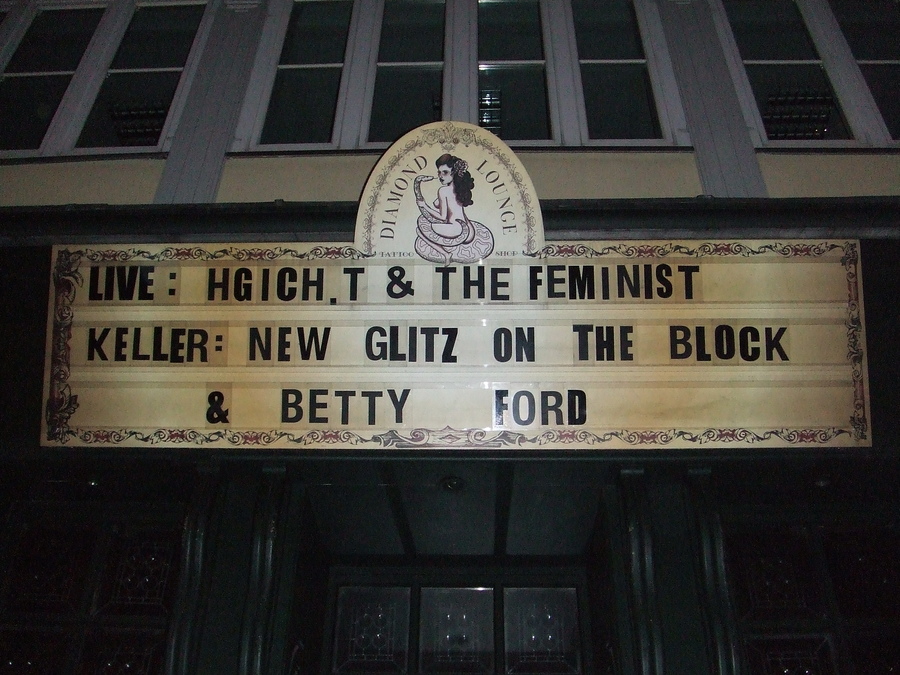 DIAMOND LOUNGE
TATTOO SHOP
LIVE: HGICH.T & THE FEMINIST
KELLER: NEW GLITZ ON THE BLOCK
& BETTY FORD